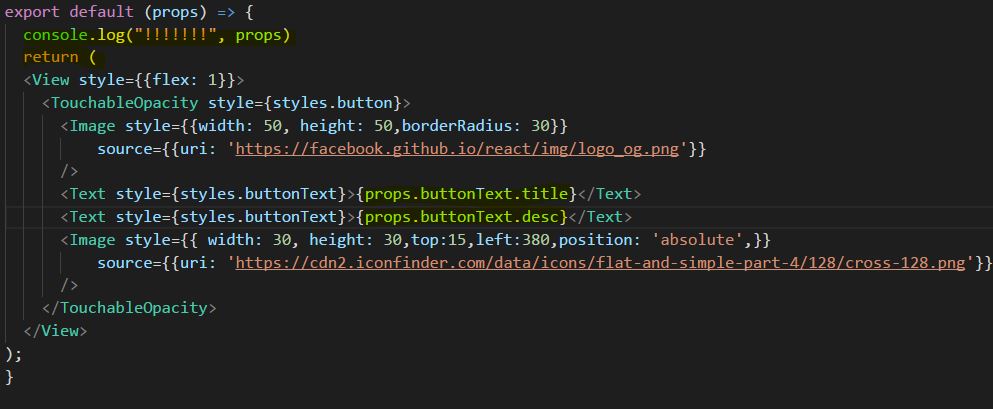 export default (props) => {
  console.log("!!!!!!!", props)
  return (
  <View style={{flex: 1}}>
    <TouchableOpacity style={styles.button}>
      <Image style={{width: 50, height: 50,borderRadius: 30}}
          source={{uri: 'https://facebook.github.io/react/img/logo_og.png'}}
      />
      <Text style={styles.buttonText}>{props.buttonText.title}</Text>
      <Text style={styles.buttonText}>{props.buttonText.desc}</Text>
      <Image style={{ width: 30, height: 30,top:15,left:380,position: 'absolute',}}
          source={{uri: 'https://cdn2.iconfinder.com/data/icons/flat-and-simple-part-4/128/cross-128.png'}}
      />
    </TouchableOpacity>
  </View>
);
}